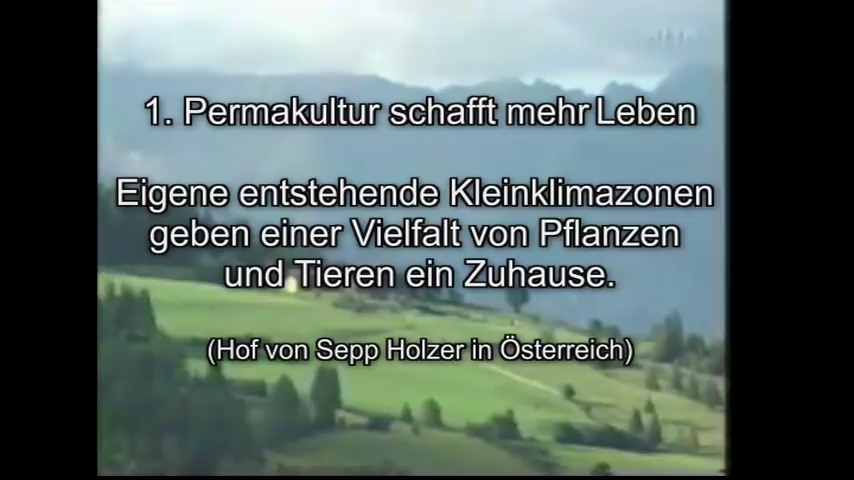 1. Permakultur schafft mehr Leben
Eigene entstehende Kleinklimazonen
geben einer Vielfalt von Pflanzen
und Tieren ein Zuhause.
(Hof von Sepp Holzer in Österreich)